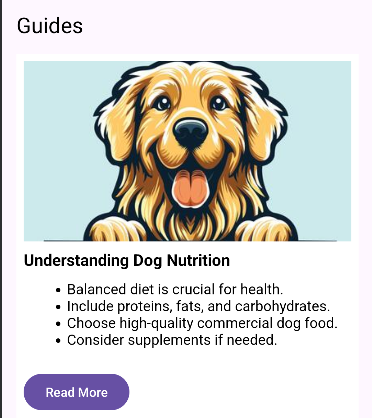 Guides
Understanding Dog Nutrition
Balanced diet is crucial for health.
Include proteins, fats, and carbohydrates.
Choose high-quality commercial dog food.
Consider supplements if needed.
Read More